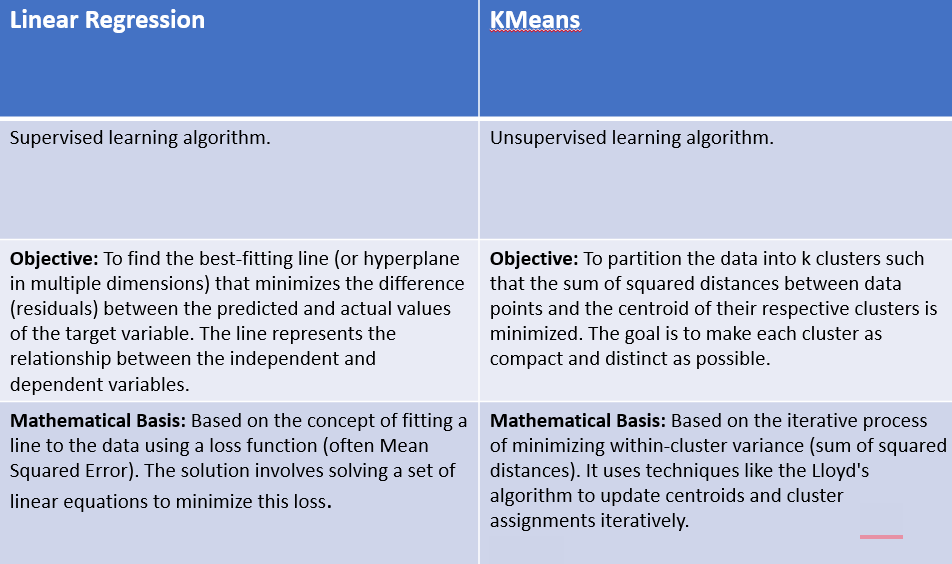 Linear Regression
KMeans
Supervised learning algorithm.
Unsupervised learning algorithm.
Objective: To find the best-fitting line (or hyperplane
in multiple dimensions) that minimizes the difference
(residuals) between the predicted and actual values
of the target variable. The line represents the
relationship between the independent and
dependent variables.
Objective: To partition the data into k clusters such
that the sum of squared distances between data
points and the centroid of their respective clusters is
minimized. The goal is to make each cluster as
compact and distinct as possible.
Mathematical Basis: Based on the concept of fitting a
line to the data using a loss function (often Mean
Squared Error). The solution involves solving a set of
linear equations to minimize this loss.
Mathematical Basis: Based on the iterative process
of minimizing within-cluster variance (sum of squared
distances). It uses techniques like the Lloyd's
algorithm to update centroids and cluster
assignments iteratively.